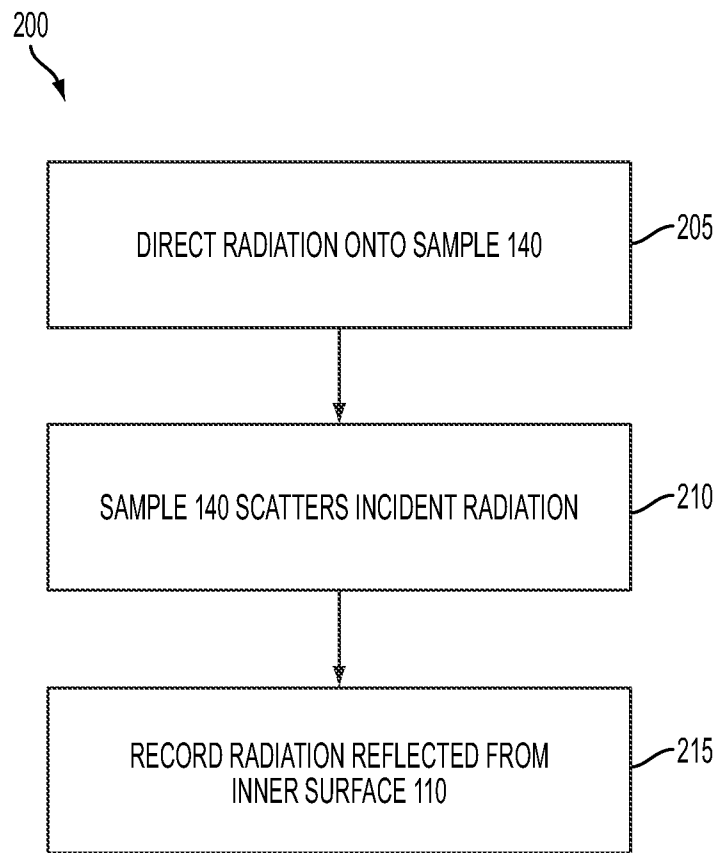 200
DIRECT RADIATION ONTO SAMPLE 140
205
SAMPLE 140 SCATTERS INCIDENT RADIATION
210
RECORD RADIATION REFLECTED FROM
INNER SURFACE 110
215